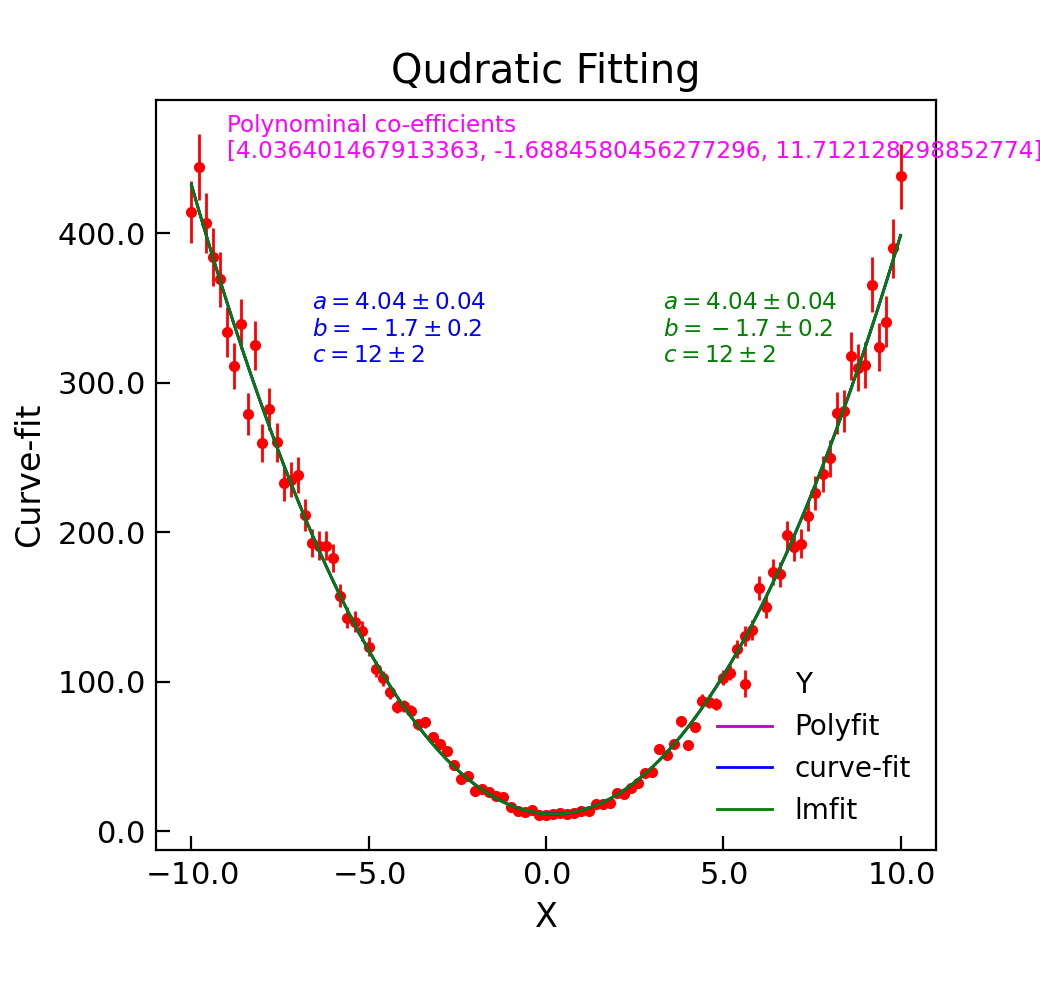 Qudratic Fitting
Polynominal co-efficients
[4.036401467913363, -1.6884580456277296, 11.712128298852774]
a = 4.04 ± 0.04
b = −1.7 ± 0.2
c = 12 ± 2
a = 4.04 ± 0.04
b = −1.7 ± 0.2
c = 12 ± 2
Curve-fit
400.0
300.0
200.0
100.0
0.0
Y
Polyfit
curve-fit
lmfit
−10.0 −5.0 0.0 5.0 10.0
X